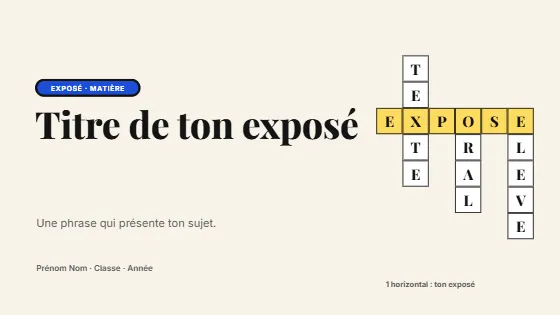 EXPOSÉ · MATIÈRE
Titre de ton exposé
Une phrase qui présente ton sujet.
Prénom Nom · Classe · Année
T
E
E X P O S E
T R L
E A E
L V
E
1 horizontal : ton exposé